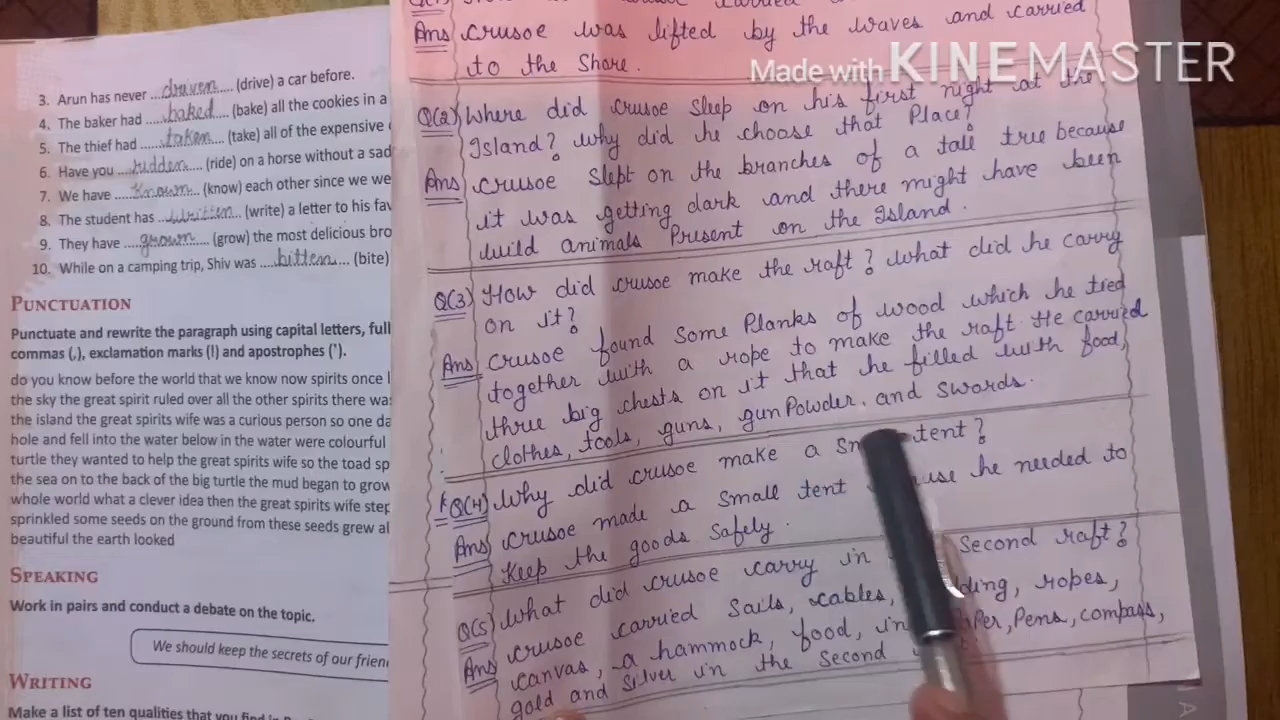 3. Arun has never ...driven.... (drive) a car before.
4. The baker had ....baked.... (bake) all the cookies in a
5. The thief had ....taken.... (take) all of the expensive
6. Have you ...ridden.... (ride) on a horse without a sad
7. We have ....known.... (know) each other since we we
8. The student has ...written.... (write) a letter to his fav
9. They have ....grown.... (grow) the most delicious bro
10. While on a camping trip, Shiv was ....bitten.... (bite)
PUNCTUATION
Punctuate and rewrite the paragraph using capital letters, full
commas (,), exclamation marks (!) and apostrophes (').
do you know before the world that we know now spirits once l
the sky the great spirit ruled over all the other spirits there wa
the island the great spirits wife was a curious person so one da
hole and fell into the water below in the water were colourful
turtle they wanted to help the great spirits wife so the toad sp
the sea on to the back of the big turtle the mud began to grow
whole world what a clever idea then the great spirits wife step
sprinkled some seeds on the ground from these seeds grew al
beautiful the earth looked
SPEAKING
Work in pairs and conduct a debate on the topic.
We should keep the secrets of our frien
WRITING
Make a list of ten qualities that you find in
Ans crusoe was lifted by the waves and carried
to the Shore.
Q(2) Where did crusoe sleep on his first night at the
Island? Why did he choose that Place?
Ans crusoe slept on the branches of a tall true because
it was getting dark and there might have been
wild animals Present on the Island.
Q(3) How did crusoe make the raft? What did he carry
on it?
Ans crusoe found some Planks of wood which he tied
together with a rope to make the raft. He carried
three big chests on it that he filled with food,
clothes, tools, guns, gunPowder, and swords.
Q(4) Why did crusoe make a sm tent?
Ans crusoe made a small tent use he needed to
Keep the goods safely.
Q(5) What did crusoe carry in second raft?
Ans crusoe carried Sails, cables, ding, ropes,
canvas, a hammock, food, in Per, Pens, compass,
gold and silver in the second
Made with KINEMASTER